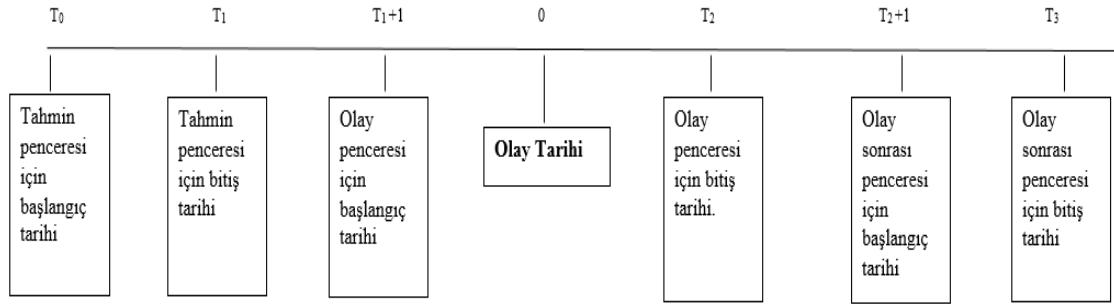 T₀ T₁ T₁+1 0 T₂ T₂+1 T₃
Tahmin
penceresi
için
başlangıç
tarihi
Tahmin
penceresi
için bitiş
tarihi
Olay
penceresi
için
başlangıç
tarihi
Olay Tarihi
Olay
penceresi
için bitiş
tarihi.
Olay
sonrası
penceresi
için
başlangıç
tarihi
Olay
sonrası
penceresi
için bitiş
tarihi